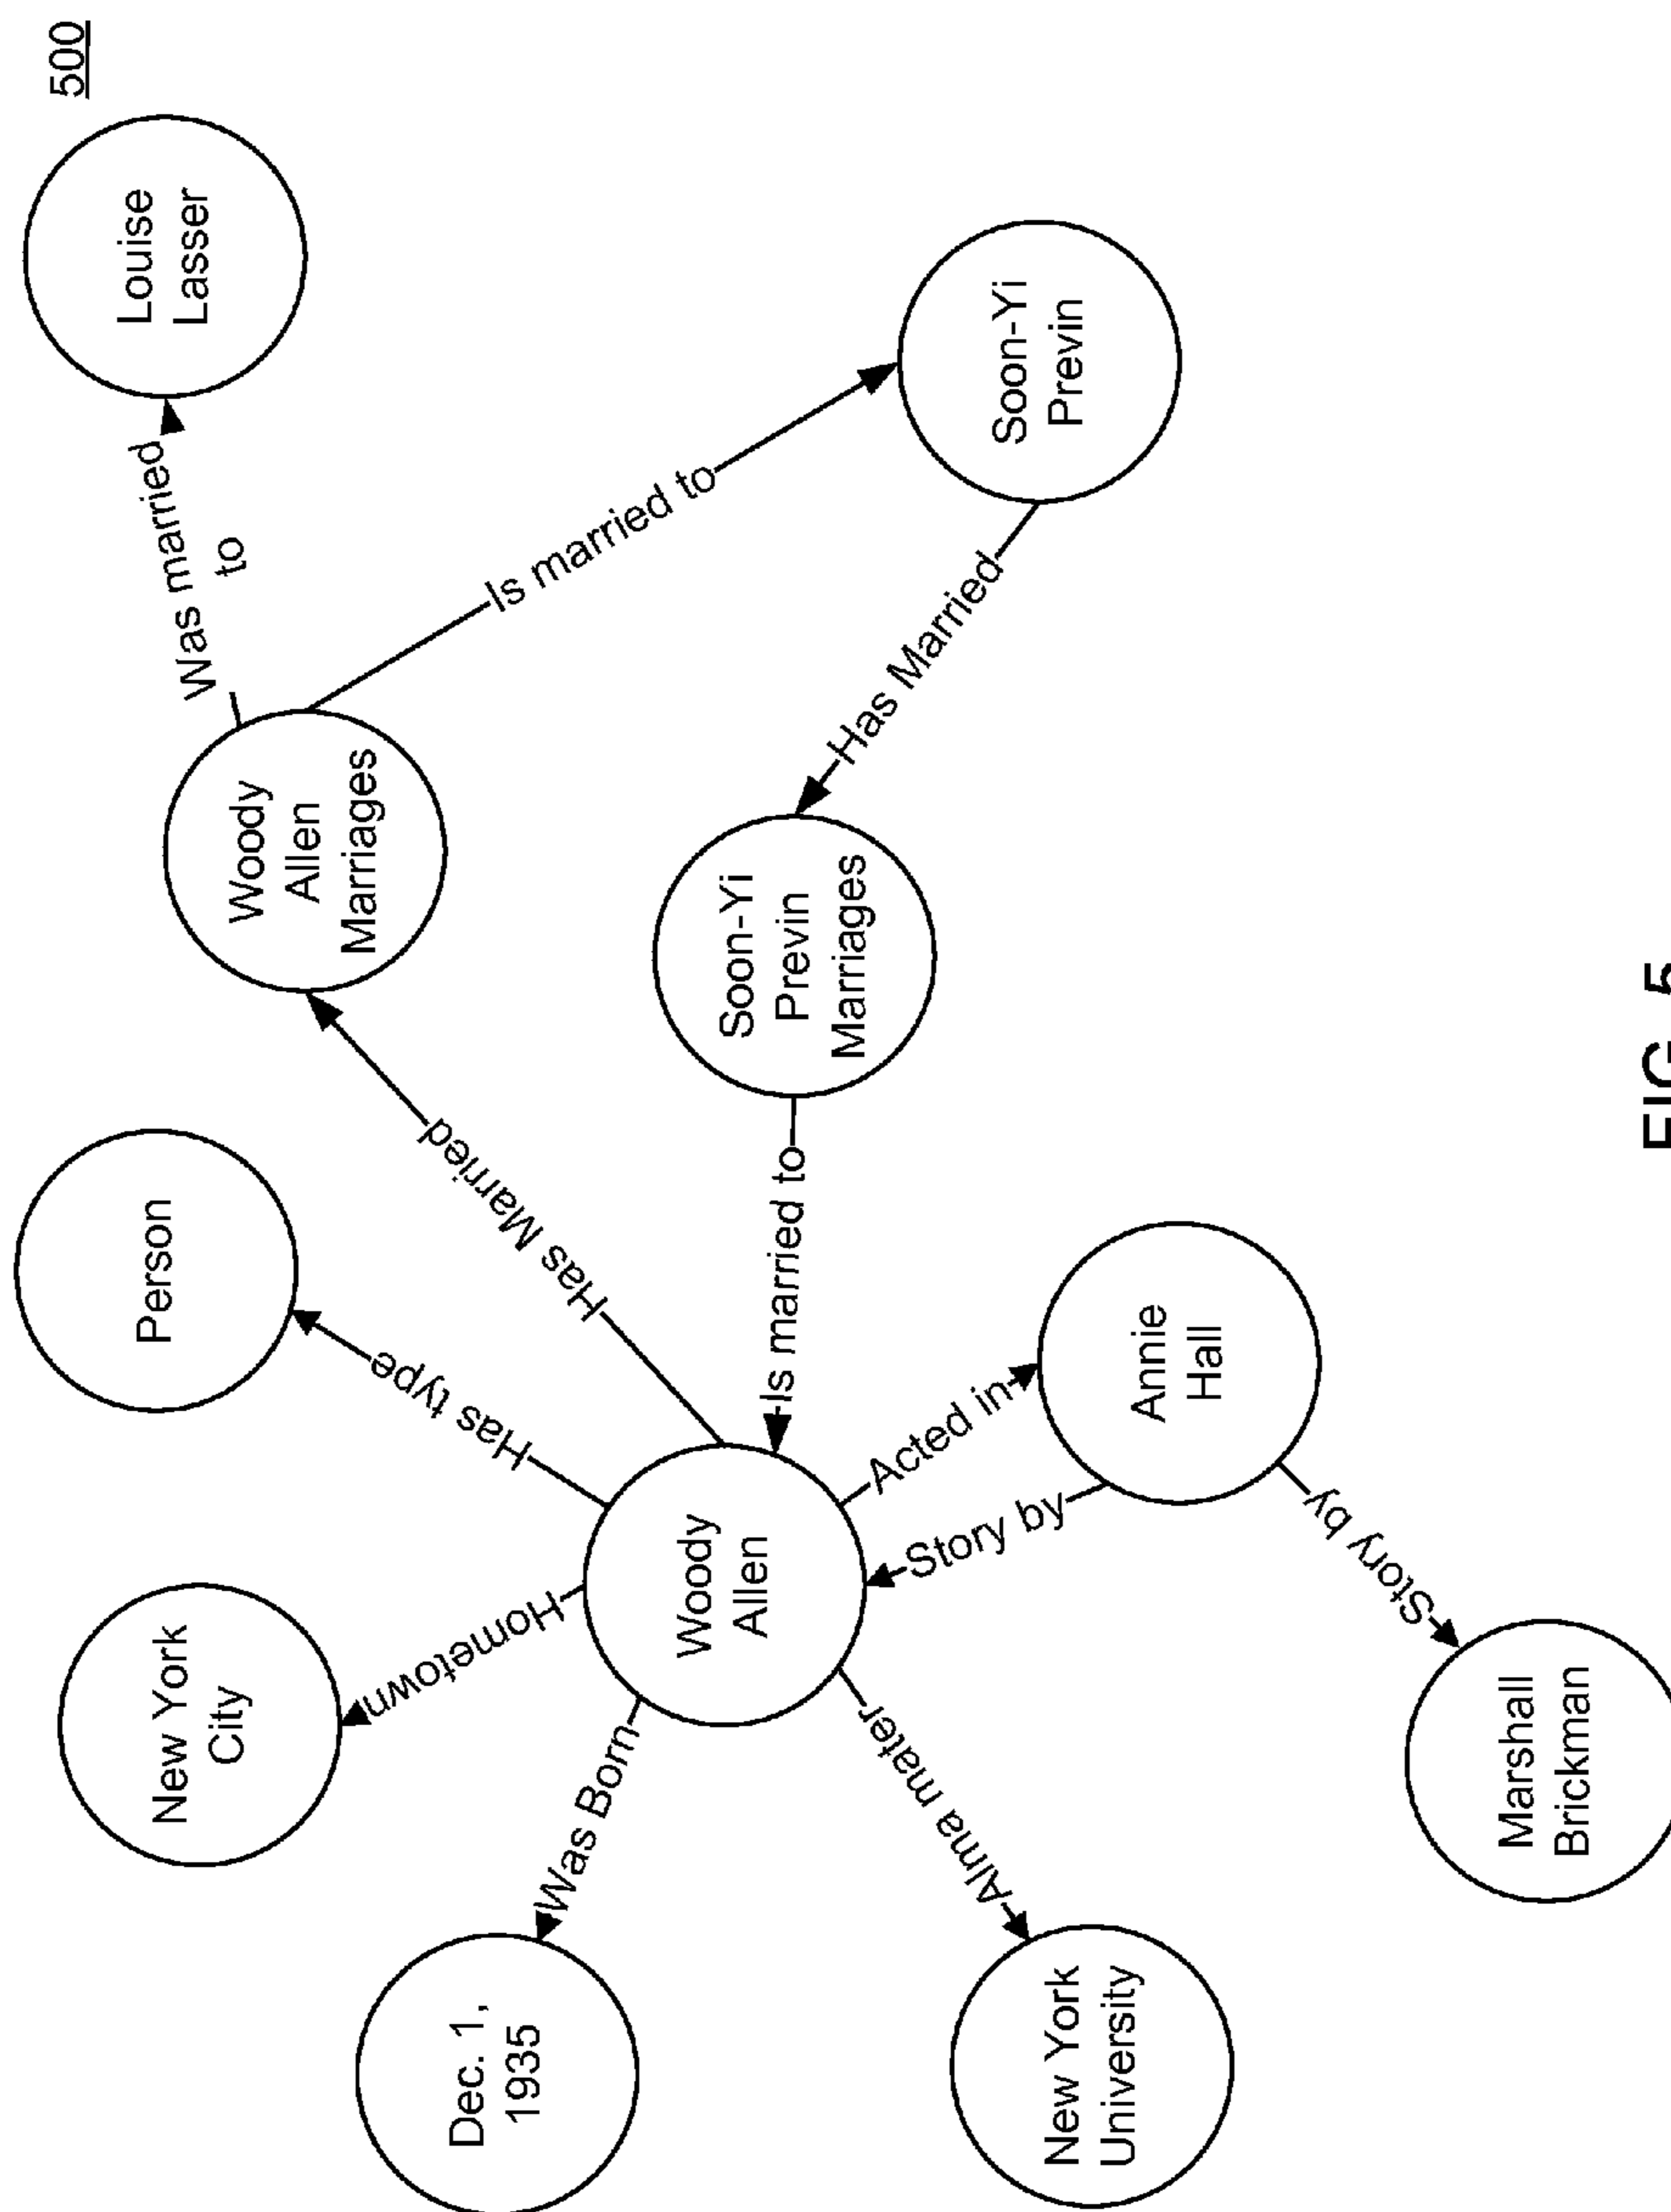 500
Dec. 1,
1935
Was Born
New York
City
Hometown
Person
Has type
Has Married
Woody
Allen
Marriages
Was married
to
Louise
Lasser
Is married to
Soon-Yi
Previn
Has Married
Soon-Yi
Previn
Marriages
Is married to
Woody
Allen
Acted in
Story by
Annie
Hall
Story by
Alma mater
New York
University
Marshall
Brickman
FIG. 5